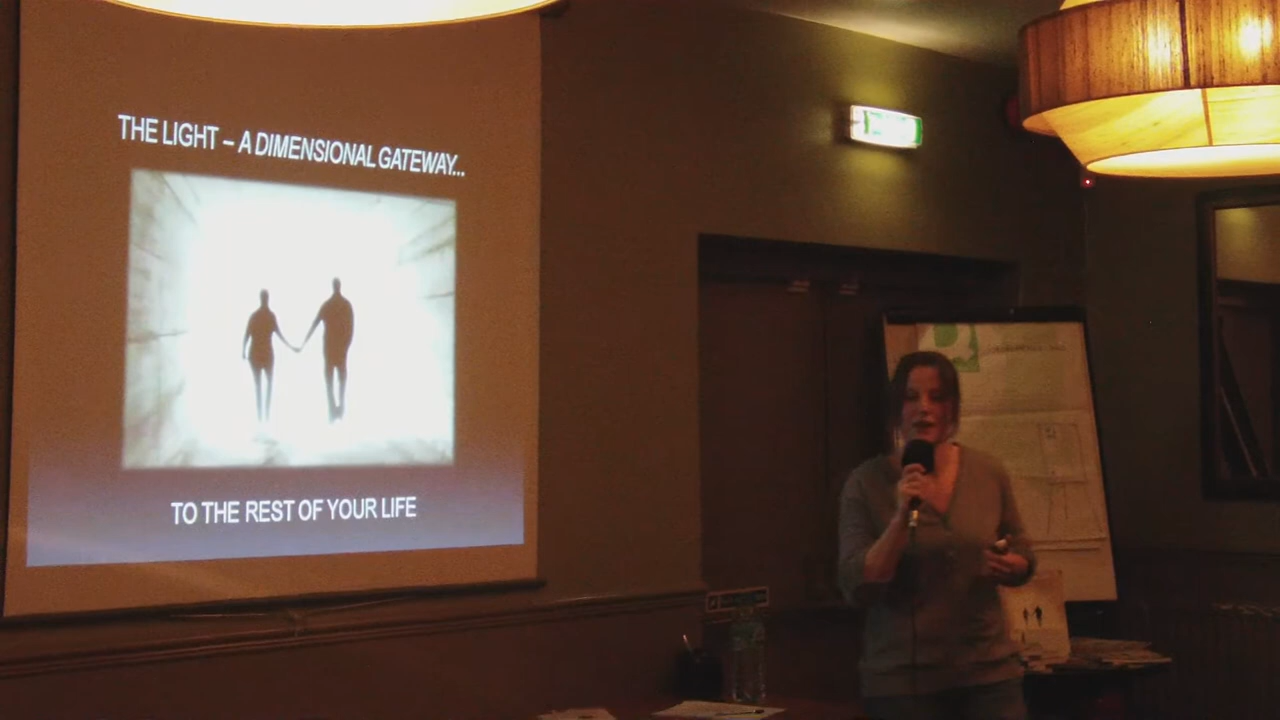 THE LIGHT – A DIMENSIONAL GATEWAY...
TO THE REST OF YOUR LIFE